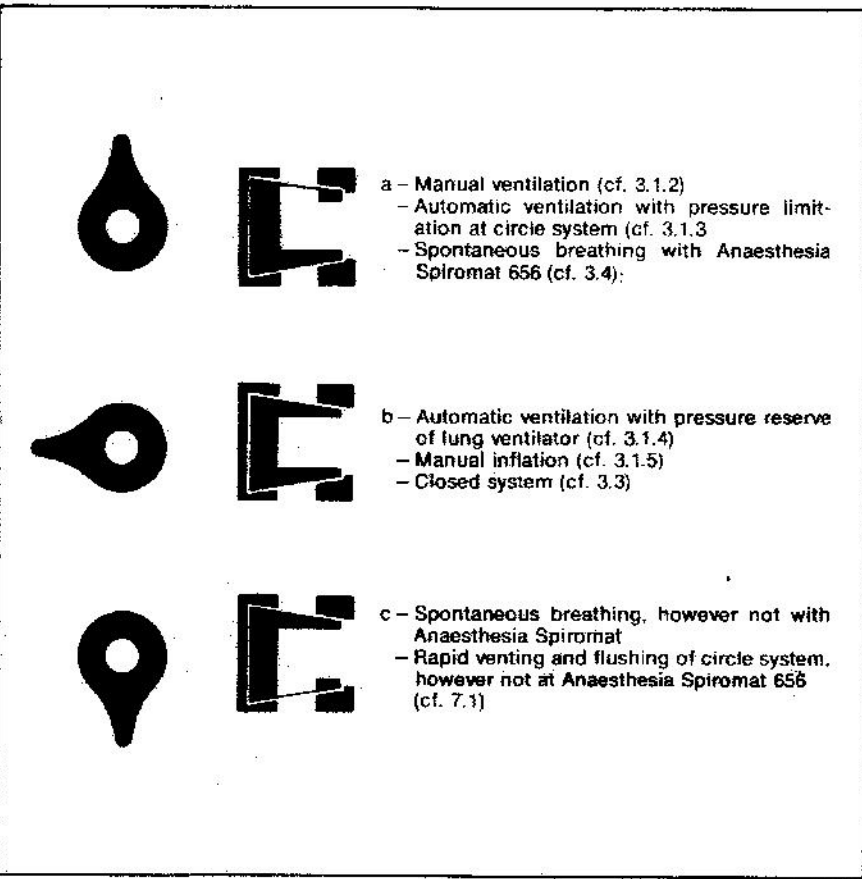 a – Manual ventilation (cf. 3.1.2)
– Automatic ventilation with pressure limit-
ation at circle system (cf. 3.1.3
– Spontaneous breathing with Anaesthesia
Spiromat 656 (cf. 3.4);
b – Automatic ventilation with pressure reserve
of lung ventilator (cf. 3.1.4)
– Manual inflation (cf. 3.1.5)
– Closed system (cf. 3.3)
c – Spontaneous breathing, however not with
Anaesthesia Spiromat
– Rapid venting and flushing of circle system,
however not at Anaesthesia Spiromat 656
(cf. 7.1)